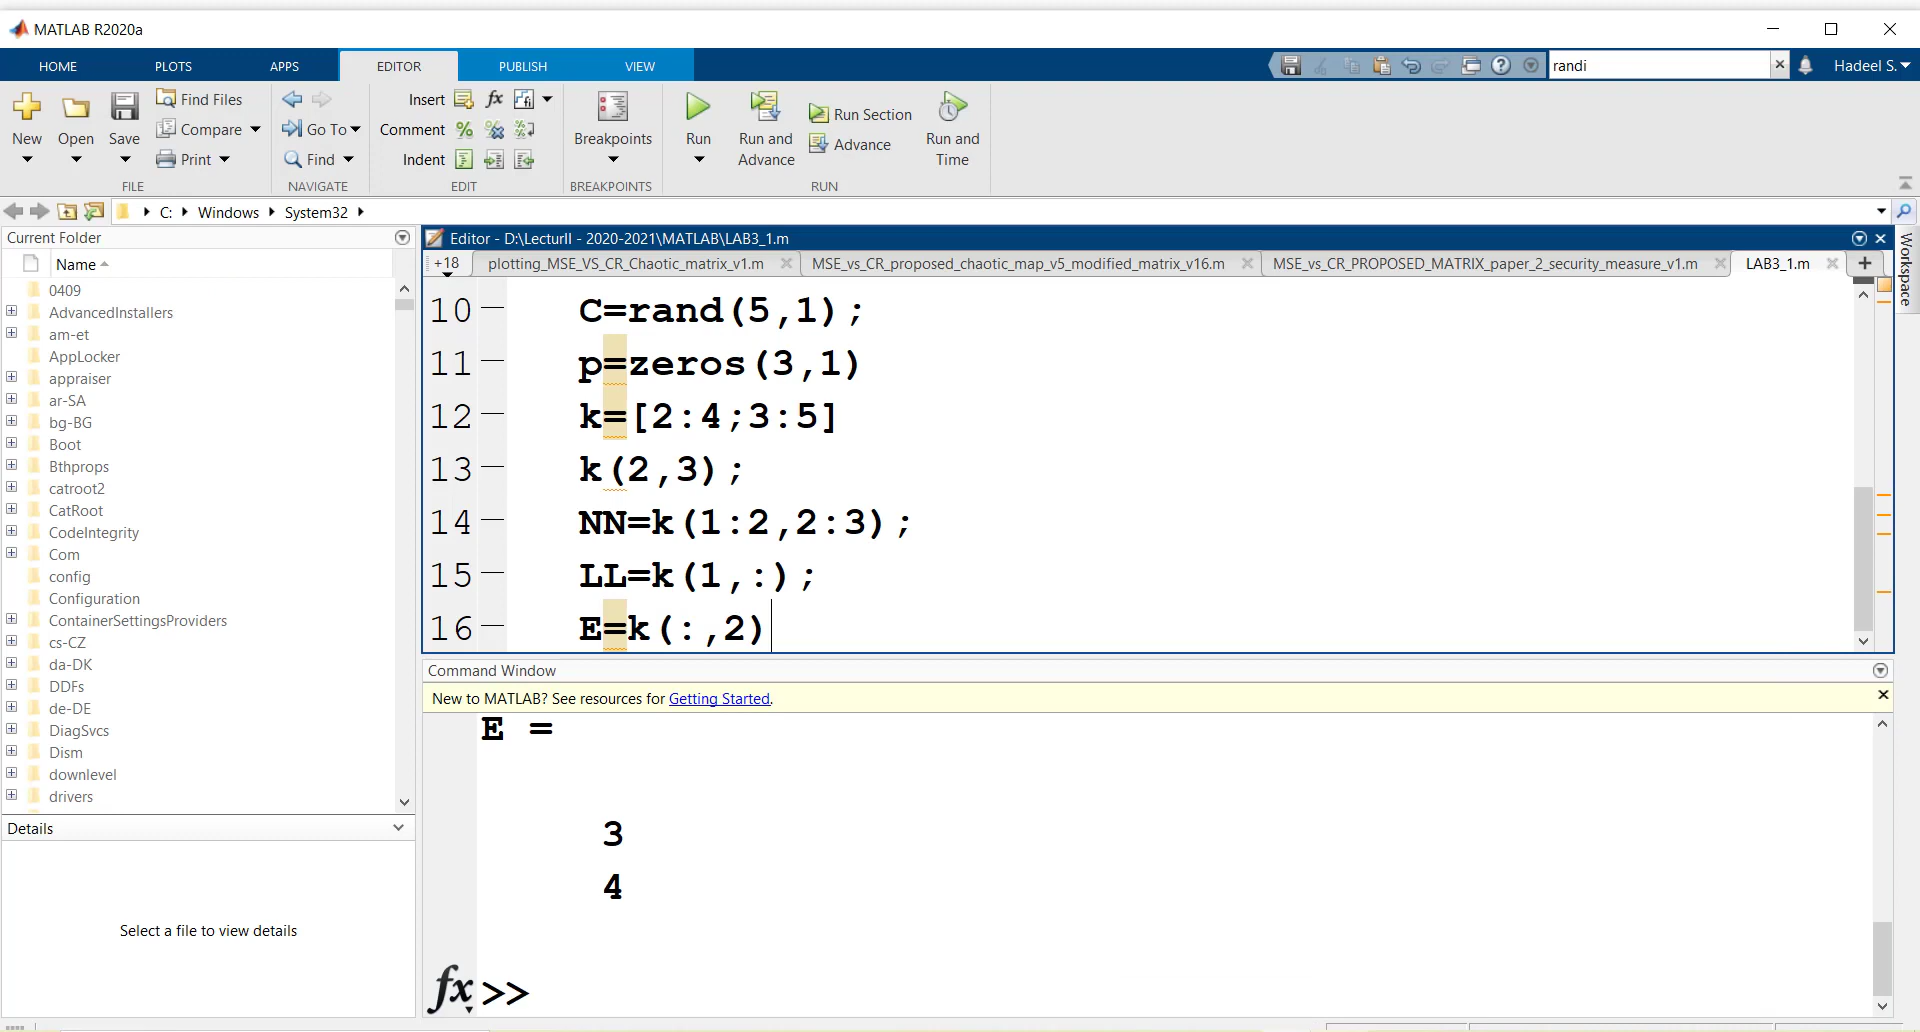 MATLAB R2020a
HOME PLOTS APPS EDITOR PUBLISH VIEW randi Hadeel S.
New Open Save Find Files Compare Print
FILE
Go To Find
NAVIGATE
Insert fx
Comment
Indent
EDIT
Breakpoints
BREAKPOINTS
Run Run and Advance Run Section Advance Run and Time
RUN
C: Windows System32
Current Folder
Name
0409
AdvancedInstallers
am-et
AppLocker
appraiser
ar-SA
bg-BG
Boot
Bthprops
catroot2
CatRoot
CodeIntegrity
Com
config
Configuration
ContainerSettingsProviders
cs-CZ
da-DK
DDFs
de-DE
DiagSvcs
Dism
downlevel
drivers
Details
Select a file to view details
Editor - D:\LecturII - 2020-2021\MATLAB\LAB3_1.m
+18 plotting_MSE_VS_CR_Chaotic_matrix_v1.m MSE_vs_CR_proposed_chaotic_map_v5_modified_matrix_v16.m MSE_vs_CR_PROPOSED_MATRIX_paper_2_security_measure_v1.m LAB3_1.m
10 C=rand(5,1);
11 p=zeros(3,1)
12 k=[2:4;3:5]
13 k(2,3);
14 NN=k(1:2,2:3);
15 LL=k(1,:);
16 E=k(:,2)
Command Window
New to MATLAB? See resources for Getting Started.
E =
3
4
fx >>
Workspace